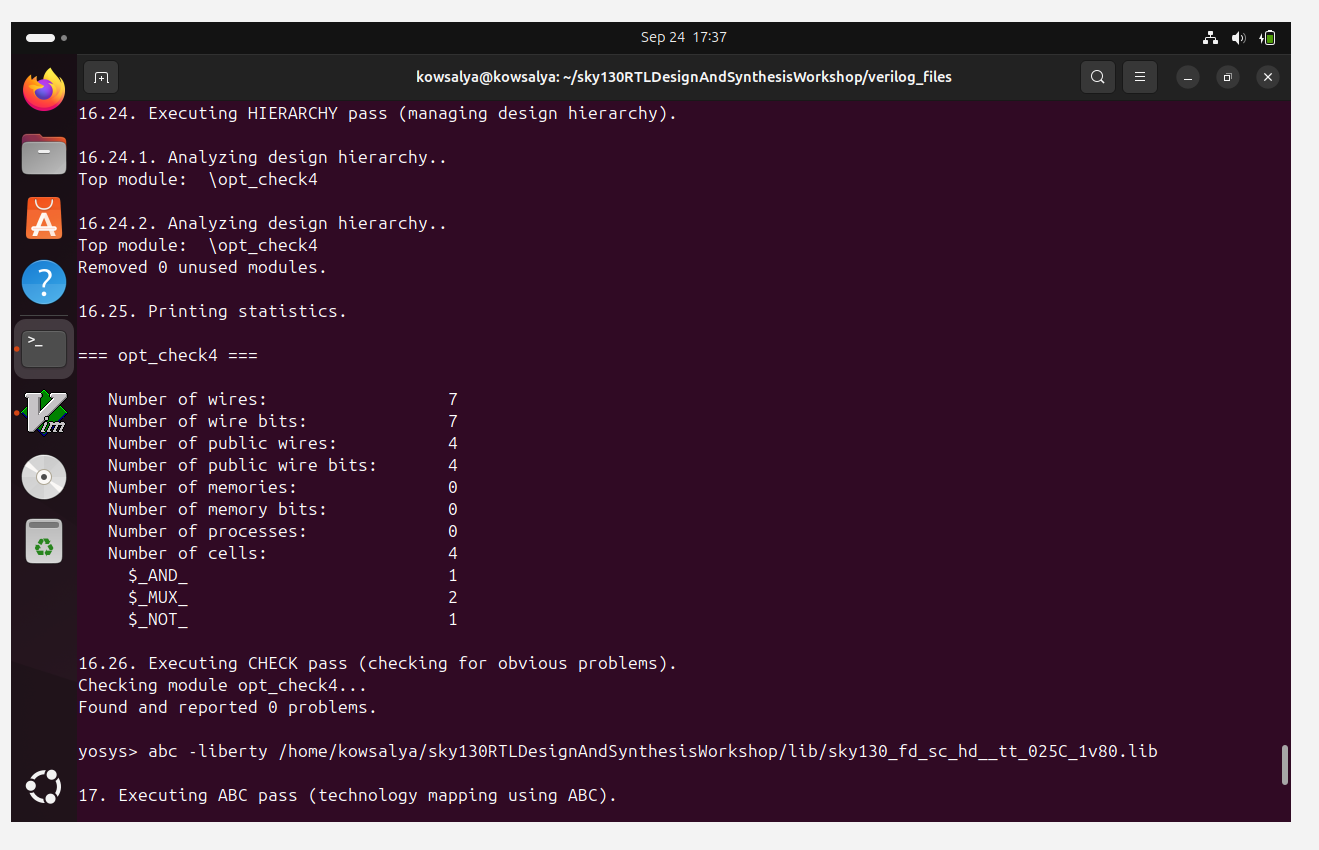 Sep 24 17:37
kowsalya@kowsalya: ~/sky130RTLDesignAndSynthesisWorkshop/verilog_files
16.24. Executing HIERARCHY pass (managing design hierarchy).
16.24.1. Analyzing design hierarchy..
Top module:  \opt_check4
16.24.2. Analyzing design hierarchy..
Top module:  \opt_check4
Removed 0 unused modules.
16.25. Printing statistics.
=== opt_check4 ===
Number of wires: 7
Number of wire bits: 7
Number of public wires: 4
Number of public wire bits: 4
Number of memories: 0
Number of memory bits: 0
Number of processes: 0
Number of cells: 4
$_AND_ 1
$_MUX_ 2
$_NOT_ 1
16.26. Executing CHECK pass (checking for obvious problems).
Checking module opt_check4...
Found and reported 0 problems.
yosys> abc -liberty /home/kowsalya/sky130RTLDesignAndSynthesisWorkshop/lib/sky130_fd_sc_hd__tt_025C_1v80.lib
17. Executing ABC pass (technology mapping using ABC).